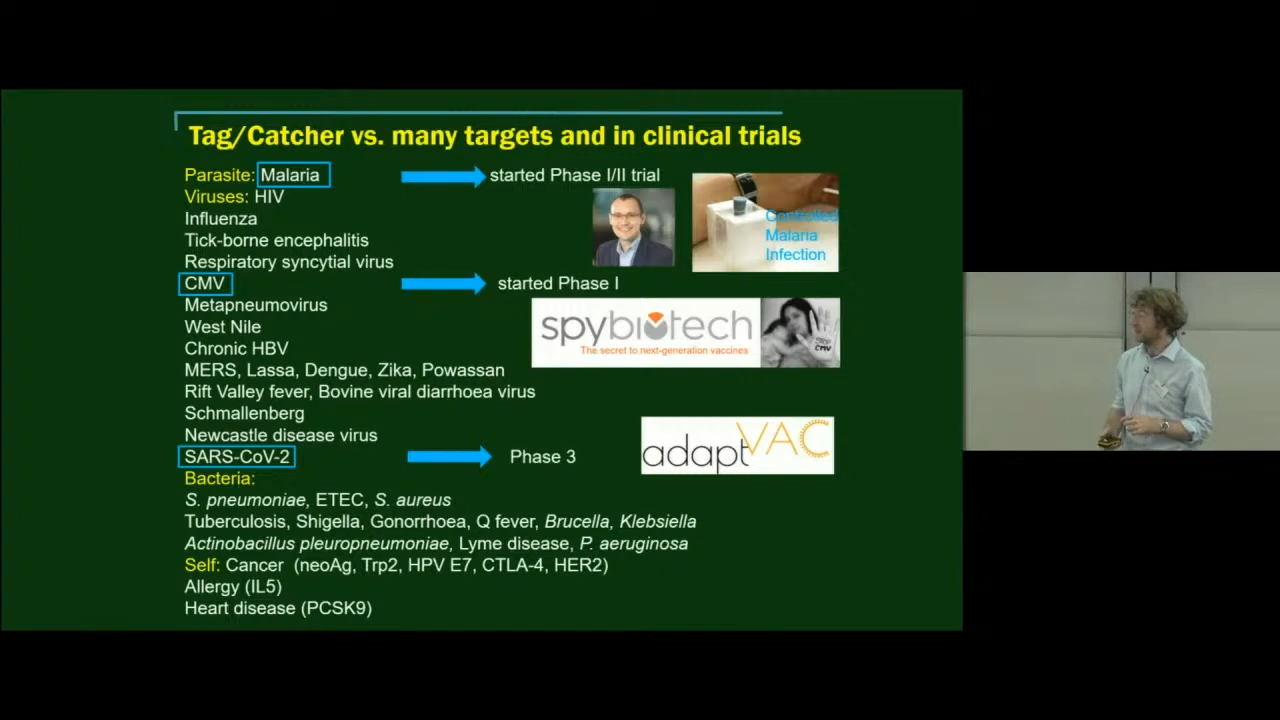 Tag/Catcher vs. many targets and in clinical trials
Parasite: Malaria
started Phase I/II trial
Viruses: HIV
Influenza
Controlled
Malaria
Infection
Tick-borne encephalitis
Respiratory syncytial virus
CMV
started Phase I
Metapneumovirus
West Nile
spybiotech
The secret to next-generation vaccines
STOP
CMV
Chronic HBV
MERS, Lassa, Dengue, Zika, Powassan
Rift Valley fever, Bovine viral diarrhoea virus
Schmallenberg
Newcastle disease virus
adaptVAC
SARS-CoV-2
Phase 3
Bacteria:
S. pneumoniae, ETEC, S. aureus
Tuberculosis, Shigella, Gonorrhoea, Q fever, Brucella, Klebsiella
Actinobacillus pleuropneumoniae, Lyme disease, P. aeruginosa
Self: Cancer (neoAg, Trp2, HPV E7, CTLA-4, HER2)
Allergy (IL5)
Heart disease (PCSK9)